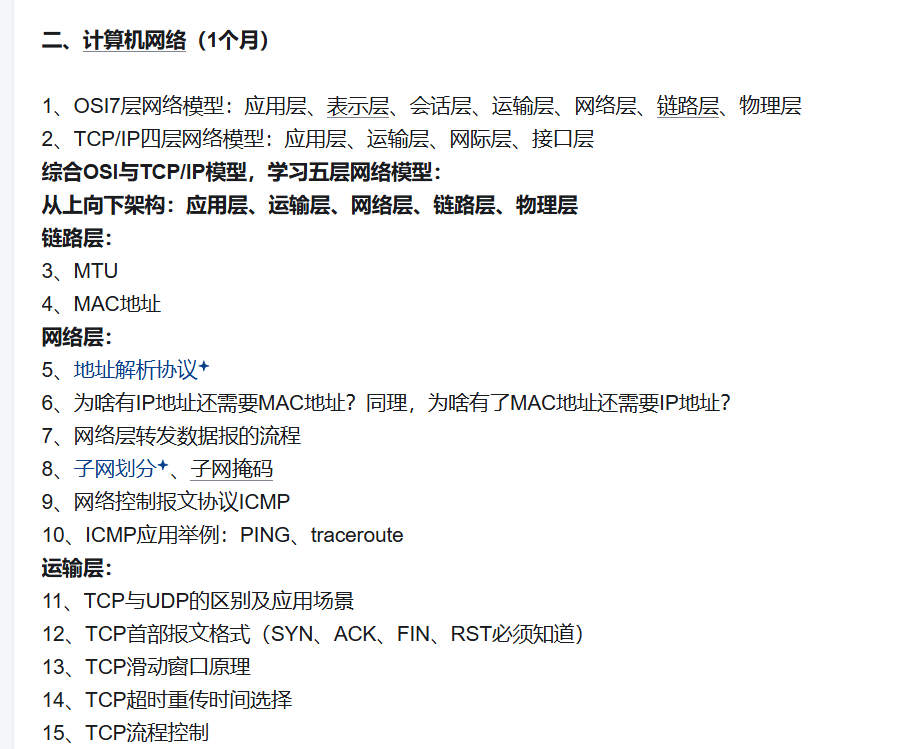 二、计算机网络（1个月）
1、OSI7层网络模型：应用层、表示层、会话层、运输层、网络层、链路层、物理层
2、TCP/IP四层网络模型：应用层、运输层、网际层、接口层
综合OSI与TCP/IP模型，学习五层网络模型：
从上向下架构：应用层、运输层、网络层、链路层、物理层
链路层：
3、MTU
4、MAC地址
网络层：
5、地址解析协议
6、为啥有IP地址还需要MAC地址？同理，为啥有了MAC地址还需要IP地址？
7、网络层转发数据报的流程
8、子网划分、子网掩码
9、网络控制报文协议ICMP
10、ICMP应用举例：PING、traceroute
运输层：
11、TCP与UDP的区别及应用场景
12、TCP首部报文格式（SYN、ACK、FIN、RST必须知道）
13、TCP滑动窗口原理
14、TCP超时重传时间选择
15、TCP流程控制